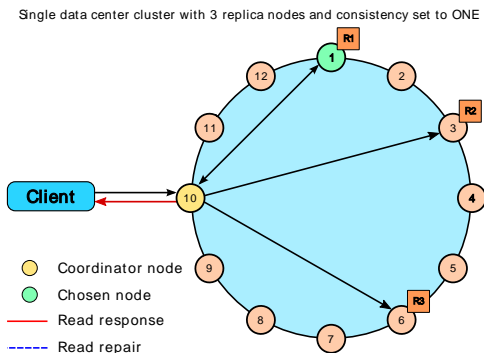 Single data center cluster with 3 replica nodes and consistency set to ONE
R1
1
12
2
R2
11
3
Client
10
4
9
5
R3
8
6
7
Coordinator node
Chosen node
Read response
Read repair